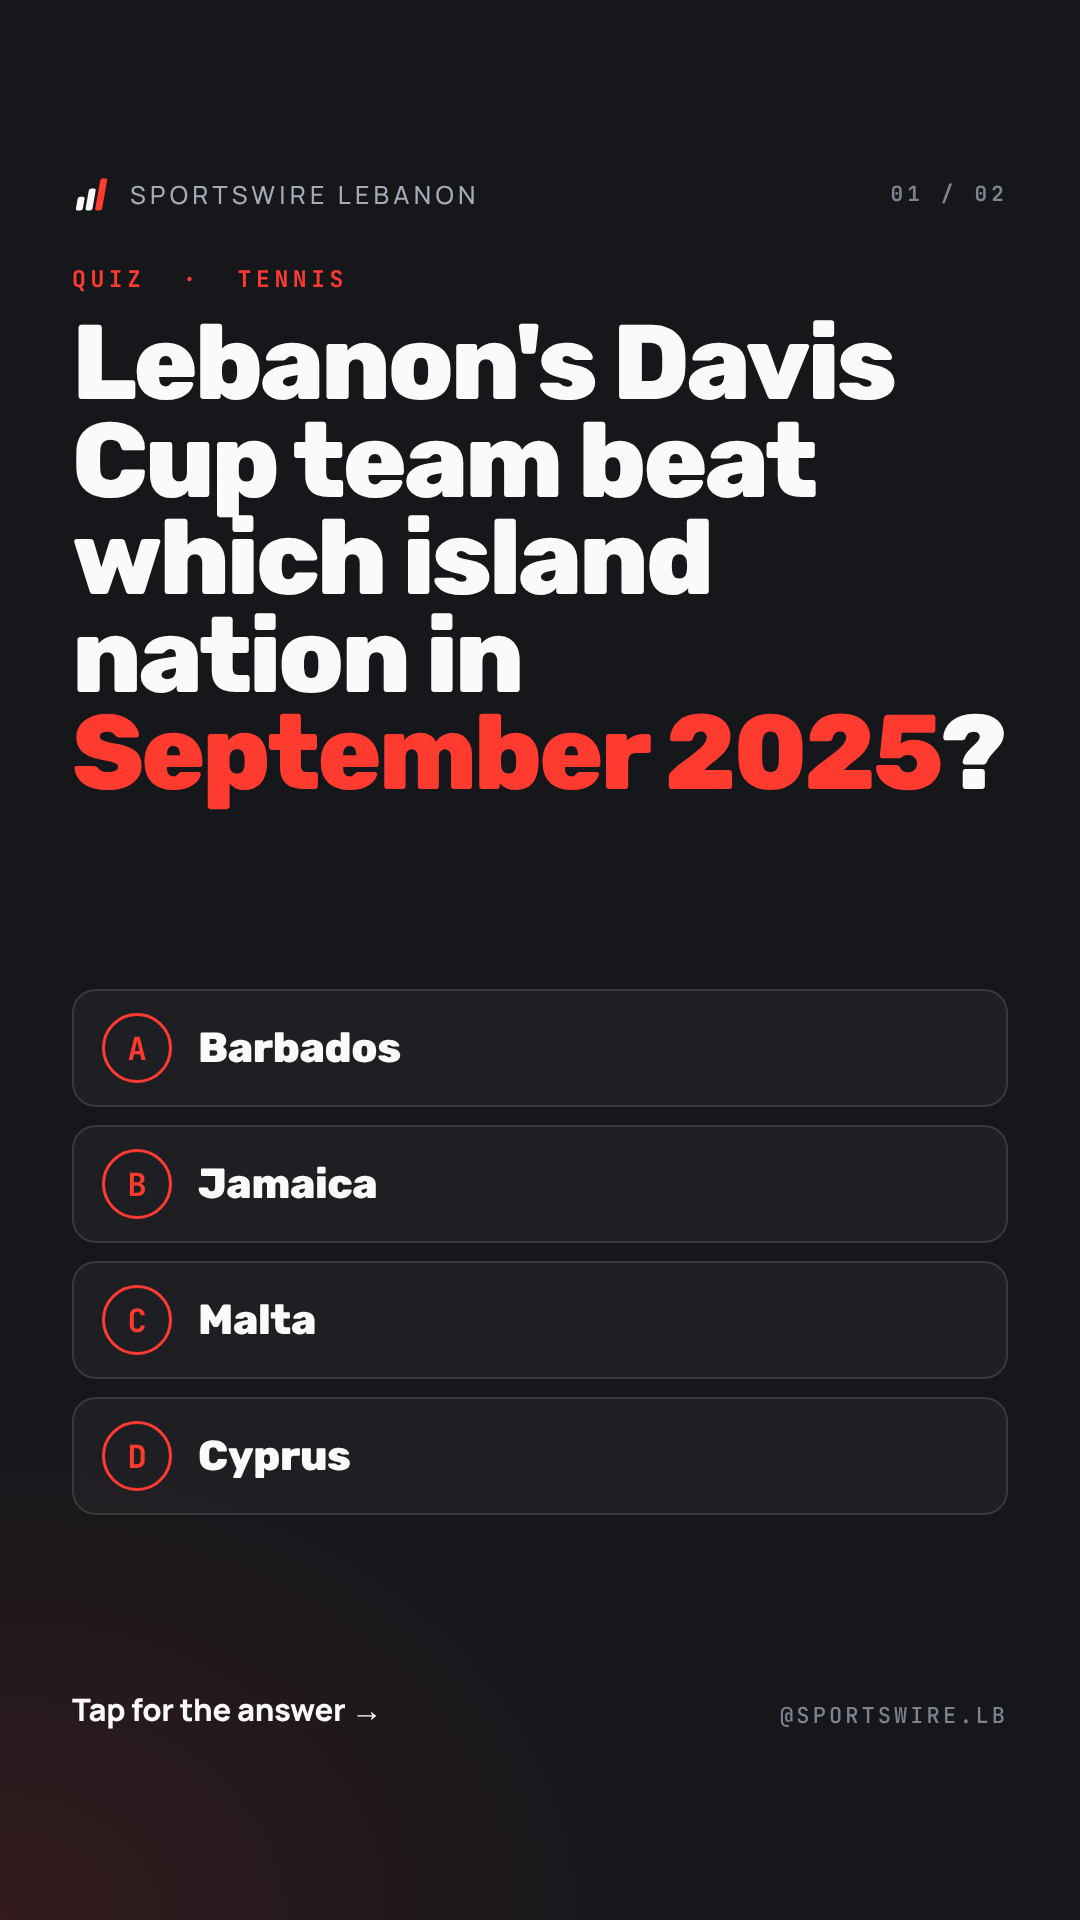 SPORTSWIRE LEBANON
01 / 02
QUIZ · TENNIS
Lebanon's Davis
Cup team beat
which island
nation in
September 2025?
A Barbados
B Jamaica
C Malta
D Cyprus
Tap for the answer →
@SPORTSWIRE.LB